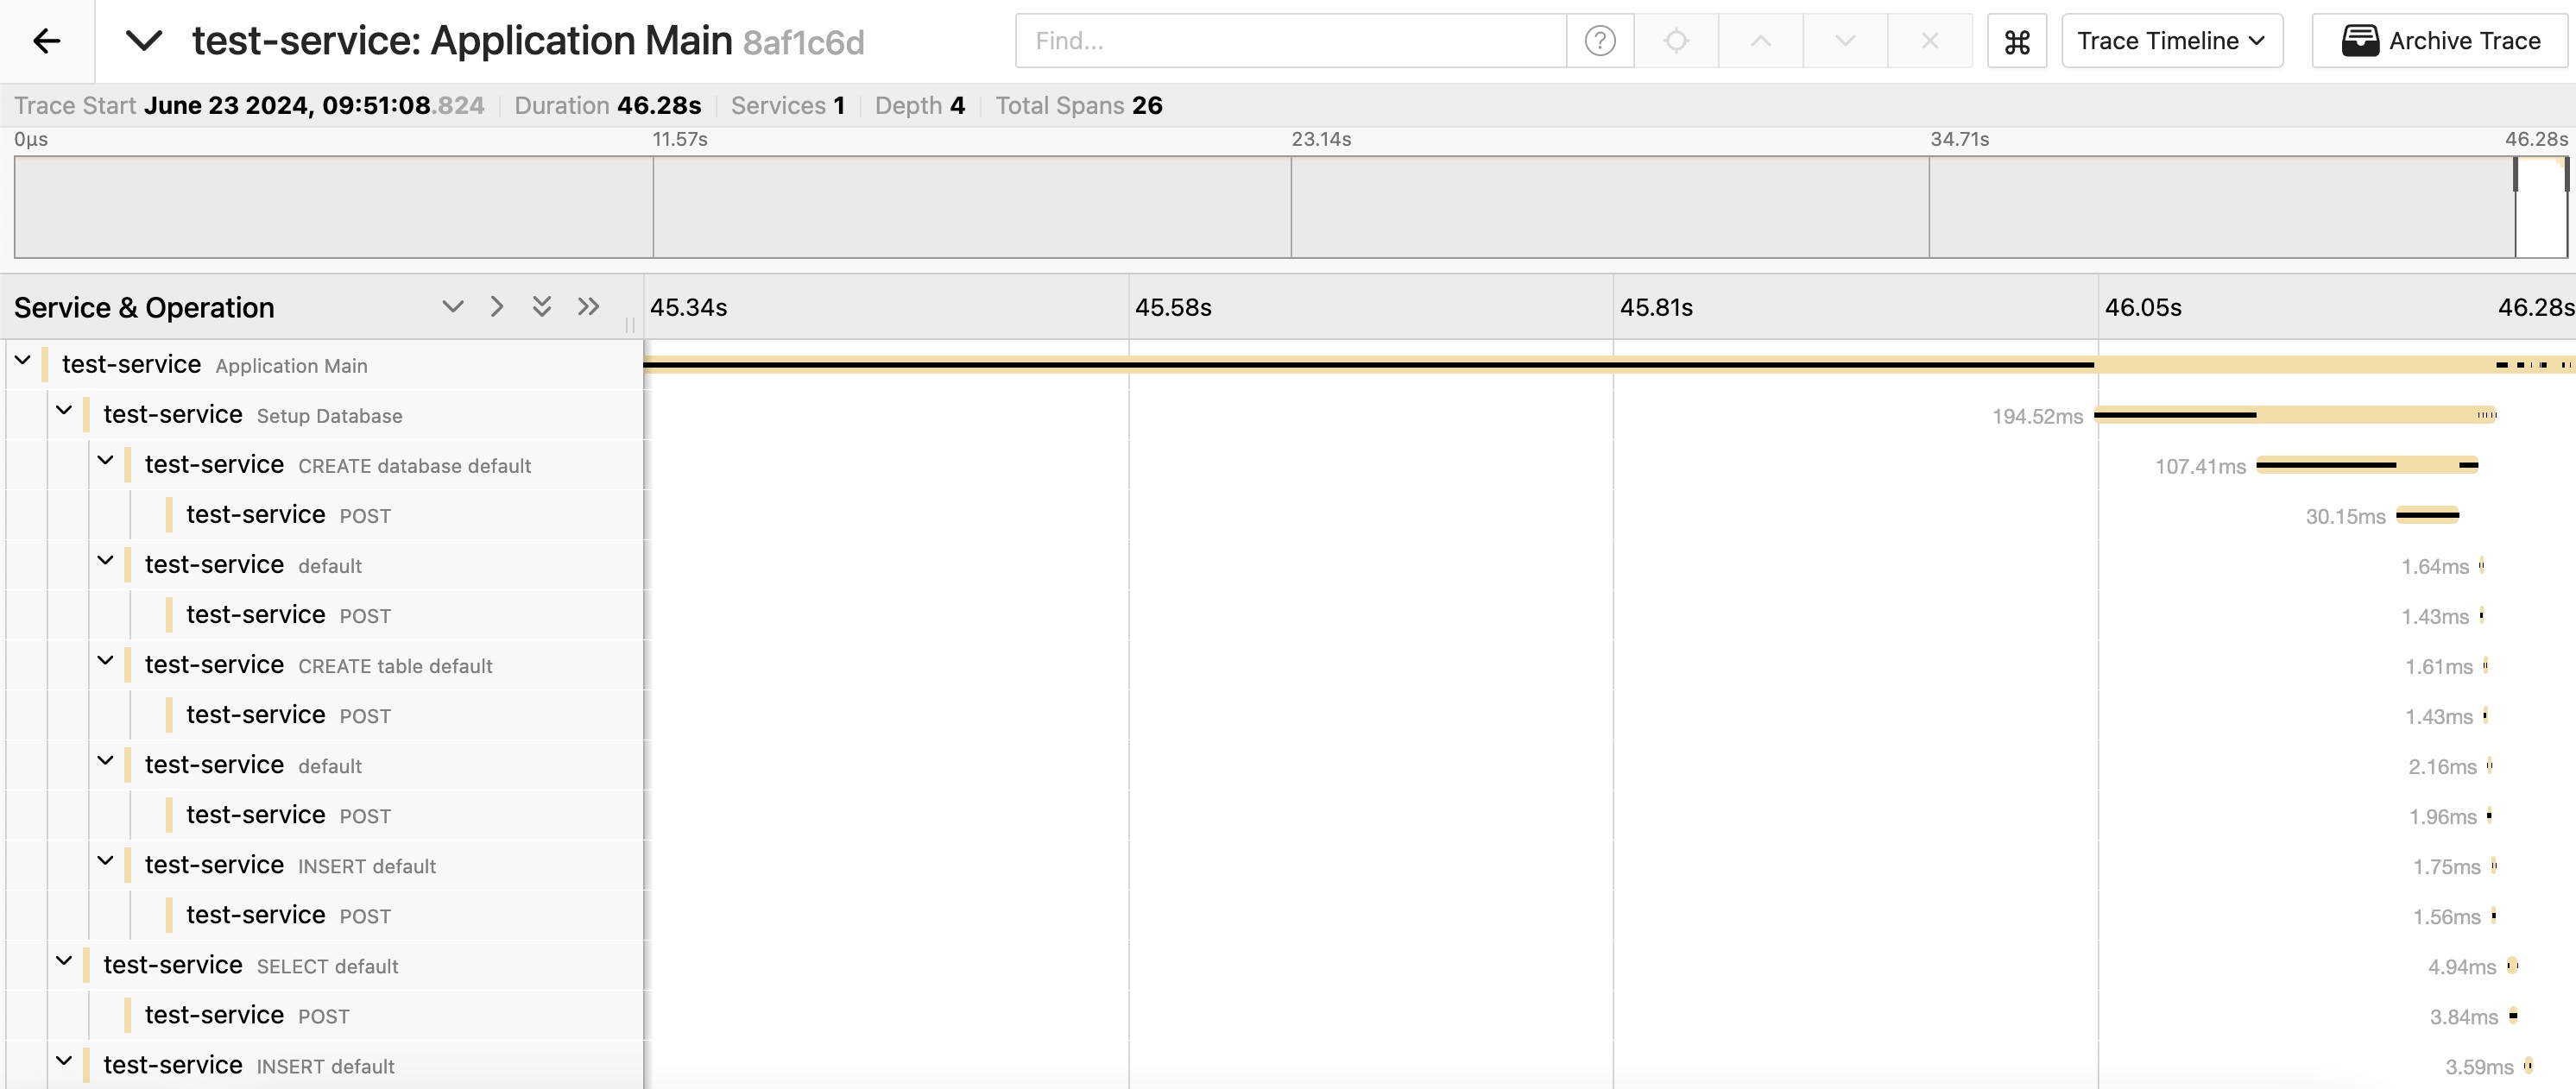 test-service: Application Main 8af1c6d
Find...
Trace Timeline
Archive Trace
Trace Start June 23 2024, 09:51:08.824 Duration 46.28s Services 1 Depth 4 Total Spans 26
0μs 11.57s 23.14s 34.71s 46.28s
Service & Operation 45.34s 45.58s 45.81s 46.05s 46.28s
test-service Application Main
test-service Setup Database 194.52ms
test-service CREATE database default 107.41ms
test-service POST 30.15ms
test-service default 1.64ms
test-service POST 1.43ms
test-service CREATE table default 1.61ms
test-service POST 1.43ms
test-service default 2.16ms
test-service POST 1.96ms
test-service INSERT default 1.75ms
test-service POST 1.56ms
test-service SELECT default 4.94ms
test-service POST 3.84ms
test-service INSERT default 3.59ms